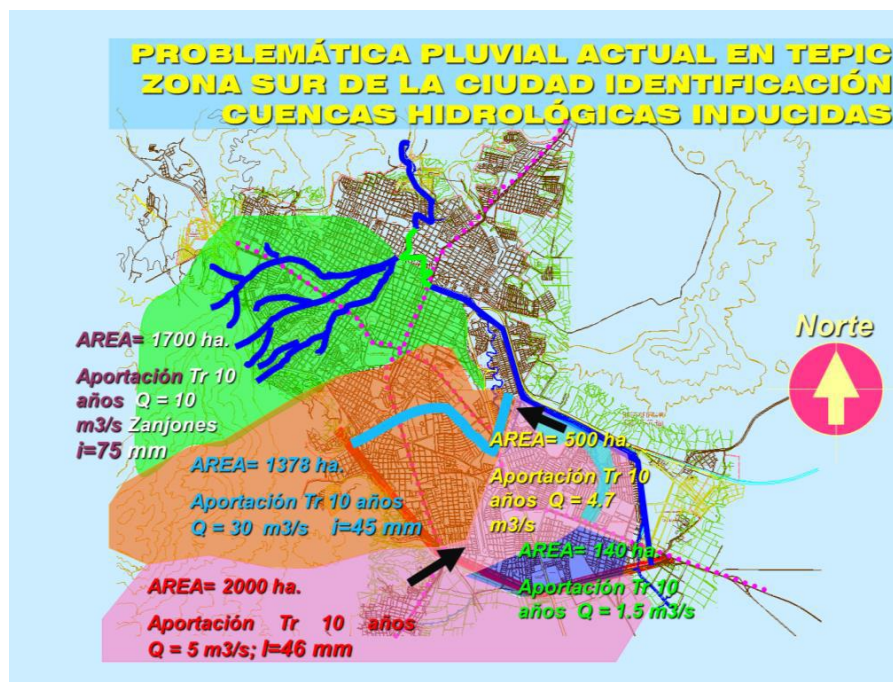 PROBLEMÁTICA PLUVIAL ACTUAL EN TEPIC
ZONA SUR DE LA CIUDAD IDENTIFICACIÓN
CUENCAS HIDROLÓGICAS INDUCIDAS
Norte
AREA= 1700 ha.
Aportación Tr 10
años Q = 10
m3/s Zanjones
i=75 mm
AREA= 1378 ha.
Aportación Tr 10 años
Q = 30 m3/s i=45 mm
AREA= 500 ha.
Aportación Tr 10
años Q = 4.7
m3/s
AREA= 140 ha.
Aportación Tr 10
años Q = 1.5 m3/s
AREA= 2000 ha.
Aportación Tr 10 años
Q = 5 m3/s; I=46 mm